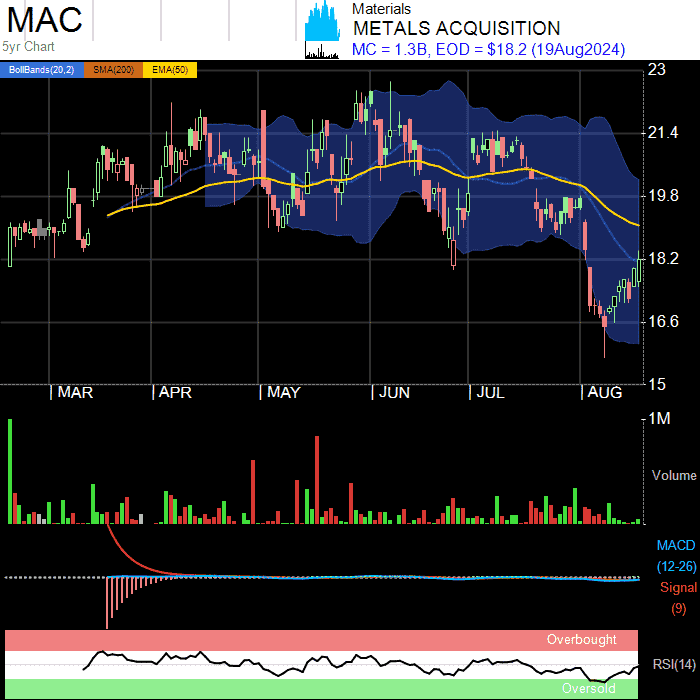 MAC
5yr Chart
Materials
METALS ACQUISITION
MC = 1.3B, EOD = $18.2 (19Aug2024)
BollBands(20,2) SMA(200) EMA(50)
23
21.4
19.8
18.2
16.6
15
MAR APR MAY JUN JUL AUG
1M
Volume
MACD
(12-26)
Signal
(9)
Overbought
RSI(14)
Oversold